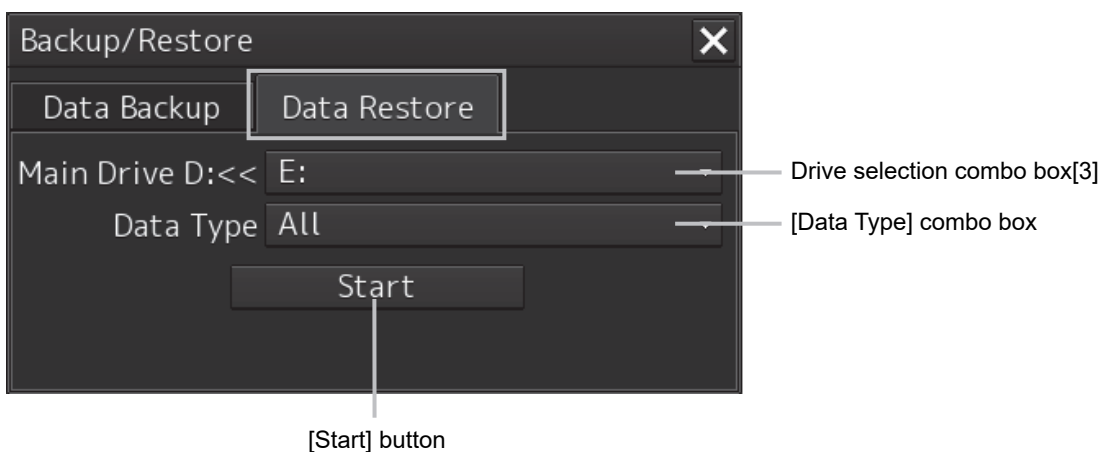 Backup/Restore
Data Backup
Data Restore
Main Drive D:<< E:
Drive selection combo box[3]
Data Type All
[Data Type] combo box
Start
[Start] button